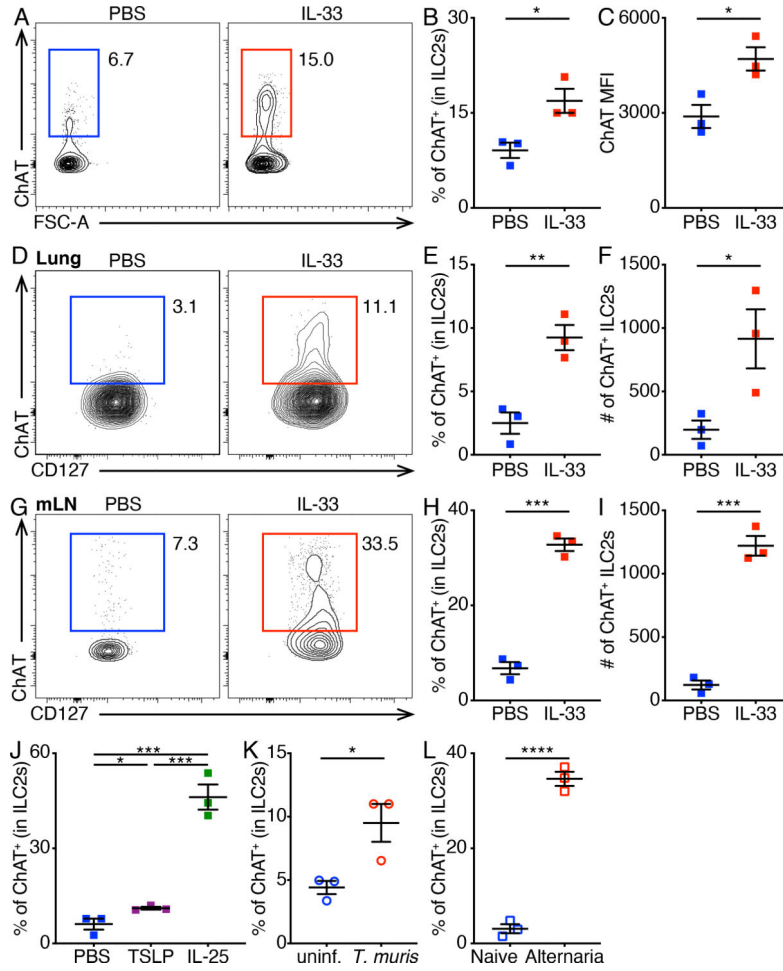 A
PBS
IL-33
6.7
15.0
ChAT
FSC-A
B
*
30
15
0
% of ChAT⁺ (in ILC2s)
PBS IL-33
C
*
6000
3000
0
ChAT MFI
PBS IL-33
D Lung
PBS
IL-33
3.1
11.1
ChAT
CD127
E
**
15
10
5
0
% of ChAT⁺ (in ILC2s)
PBS IL-33
F
*
1500
1000
500
0
# of ChAT⁺ ILC2s
PBS IL-33
G mLN
PBS
IL-33
7.3
33.5
ChAT
CD127
H
***
40
20
0
% of ChAT⁺ (in ILC2s)
PBS IL-33
I
***
1500
1000
500
0
# of ChAT⁺ ILC2s
PBS IL-33
J
***
* ***
60
30
0
% of ChAT⁺ (in ILC2s)
PBS TSLP IL-25
K
*
15
10
5
0
% of ChAT⁺ (in ILC2s)
uninf. T. muris
L
****
40
20
0
% of ChAT⁺ (in ILC2s)
Naive Alternaria